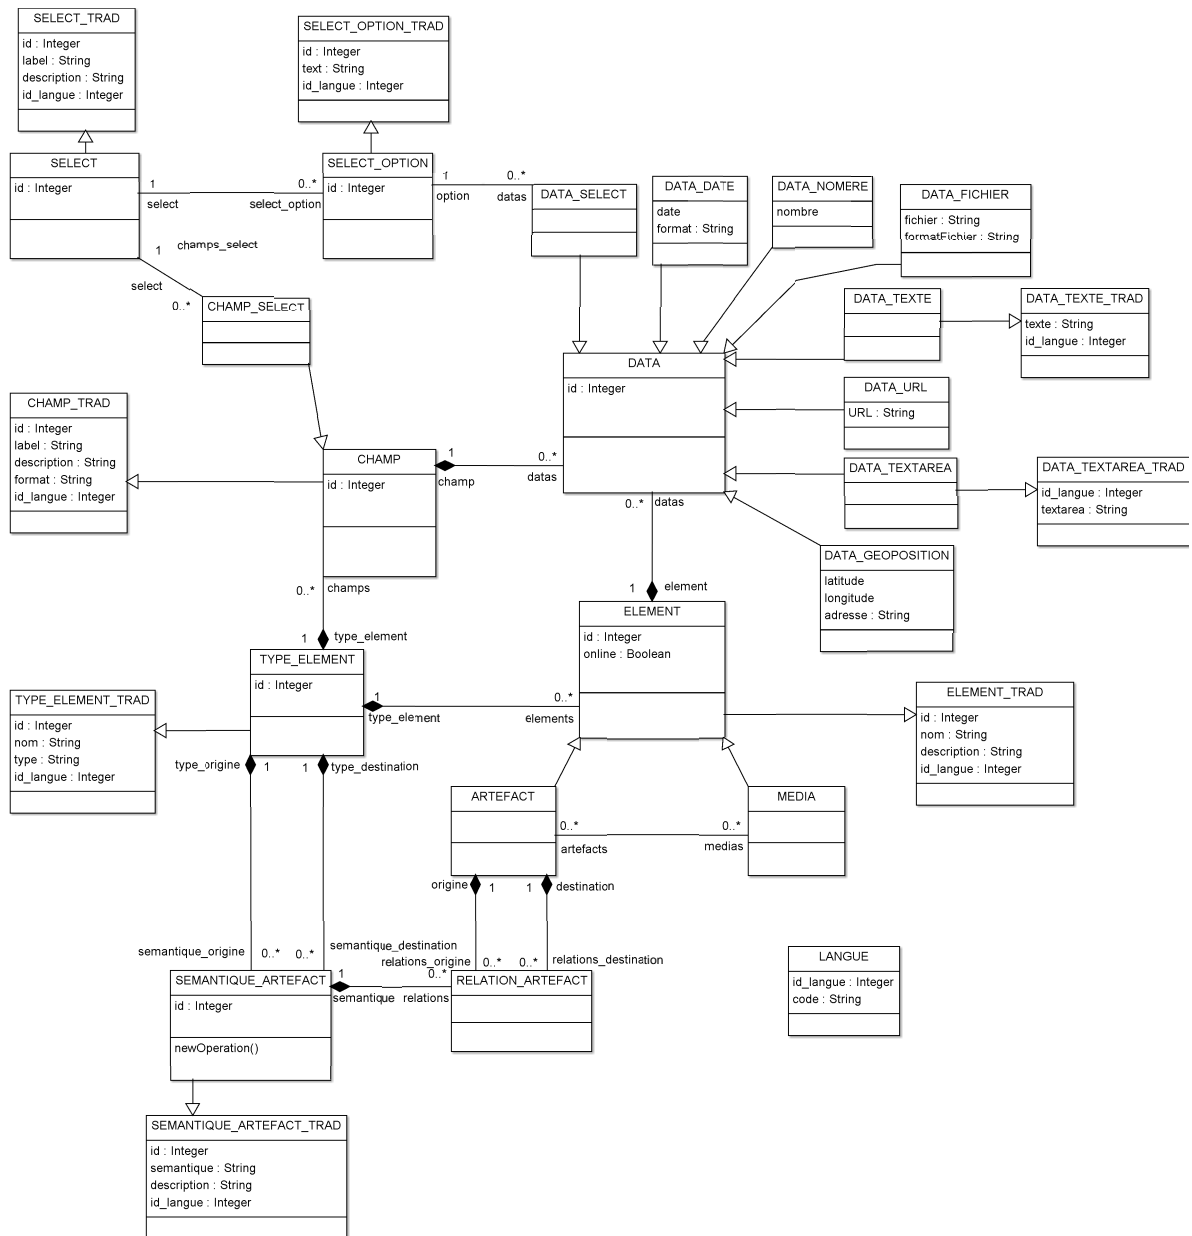 SELECT_TRAD
id : Integer
label : String
description : String
id_langue : Integer
SELECT_OPTION_TRAD
id : Integer
text : String
id_langue : Integer
SELECT
id : Integer
1
select
0..*
select_option
SELECT_OPTION
id : Integer
1
option
0..*
datas
DATA_SELECT
DATA_DATE
date
format : String
DATA_NOMERE
nombre
DATA_FICHIER
fichier : String
formatFichier : String
champs_select
1
select
0..*
CHAMP_SELECT
DATA_TEXTE
DATA_TEXTE_TRAD
texte : String
id_langue : Integer
DATA
id : Integer
DATA_URL
URL : String
CHAMP_TRAD
id : Integer
label : String
description : String
format : String
id_langue : Integer
CHAMP
id : Integer
1
champ
0..*
datas
DATA_TEXTAREA
DATA_TEXTAREA_TRAD
id_langue : Integer
textarea : String
0..*
datas
DATA_GEOPOSITION
latitude
longitude
adresse : String
0..*
champs
1
element
ELEMENT
id : Integer
online : Boolean
1
type_element
TYPE_ELEMENT
id : Integer
1
type_element
0..*
elements
TYPE_ELEMENT_TRAD
id : Integer
nom : String
type : String
id_langue : Integer
ELEMENT_TRAD
id : Integer
nom : String
description : String
id_langue : Integer
type_origine
1
1
type_destination
ARTEFACT
MEDIA
0..*
artefacts
0..*
medias
origine
1
1
destination
semantique_origine
0..*
0..*
semantique_destination
relations_origine
0..*
0..*
relations_destination
LANGUE
id_langue : Integer
code : String
SEMANTIQUE_ARTEFACT
id : Integer
newOperation()
1
semantique
0..*
relations
RELATION_ARTEFACT
SEMANTIQUE_ARTEFACT_TRAD
id : Integer
semantique : String
description : String
id_langue : Integer